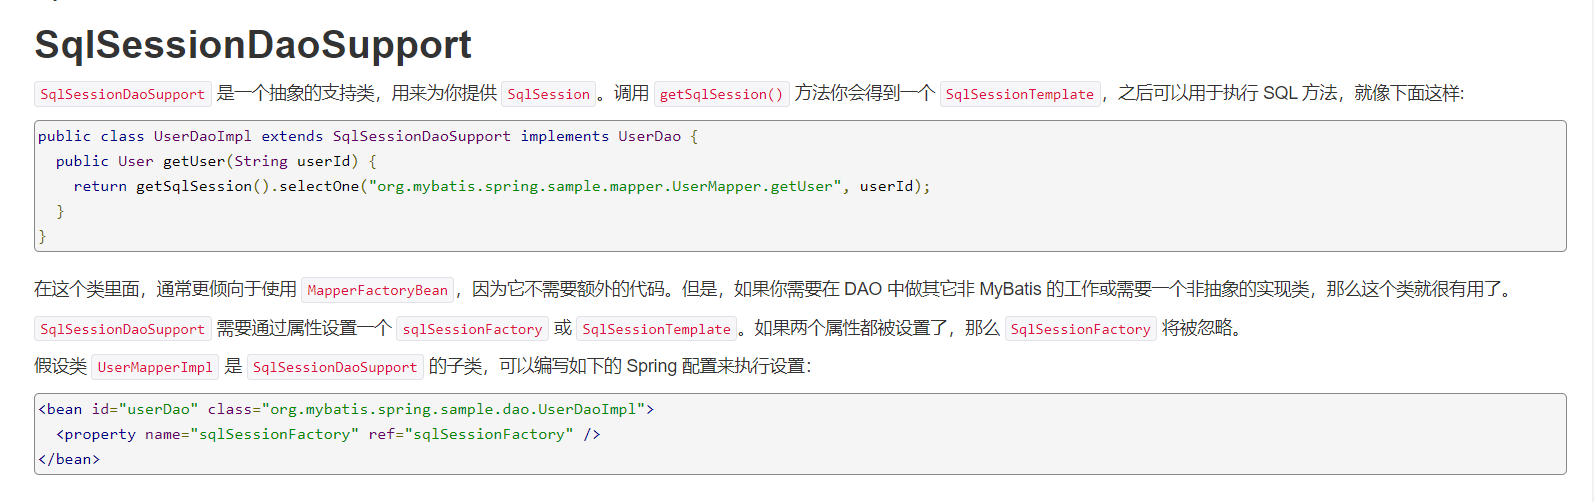 SqlSessionDaoSupport
SqlSessionDaoSupport 是一个抽象的支持类，用来为你提供 SqlSession。调用 getSqlSession() 方法你会得到一个 SqlSessionTemplate，之后可以用于执行 SQL 方法，就像下面这样:
public class UserDaoImpl extends SqlSessionDaoSupport implements UserDao {
  public User getUser(String userId) {
    return getSqlSession().selectOne("org.mybatis.spring.sample.mapper.UserMapper.getUser", userId);
  }
}
在这个类里面，通常更倾向于使用 MapperFactoryBean，因为它不需要额外的代码。但是，如果你需要在 DAO 中做其它非 MyBatis 的工作或需要一个非抽象的实现类，那么这个类就很有用了。
SqlSessionDaoSupport 需要通过属性设置一个 sqlSessionFactory 或 SqlSessionTemplate。如果两个属性都被设置了，那么 SqlSessionFactory 将被忽略。
假设类 UserMapperImpl 是 SqlSessionDaoSupport 的子类，可以编写如下的 Spring 配置来执行设置：
<bean id="userDao" class="org.mybatis.spring.sample.dao.UserDaoImpl">
  <property name="sqlSessionFactory" ref="sqlSessionFactory" />
</bean>